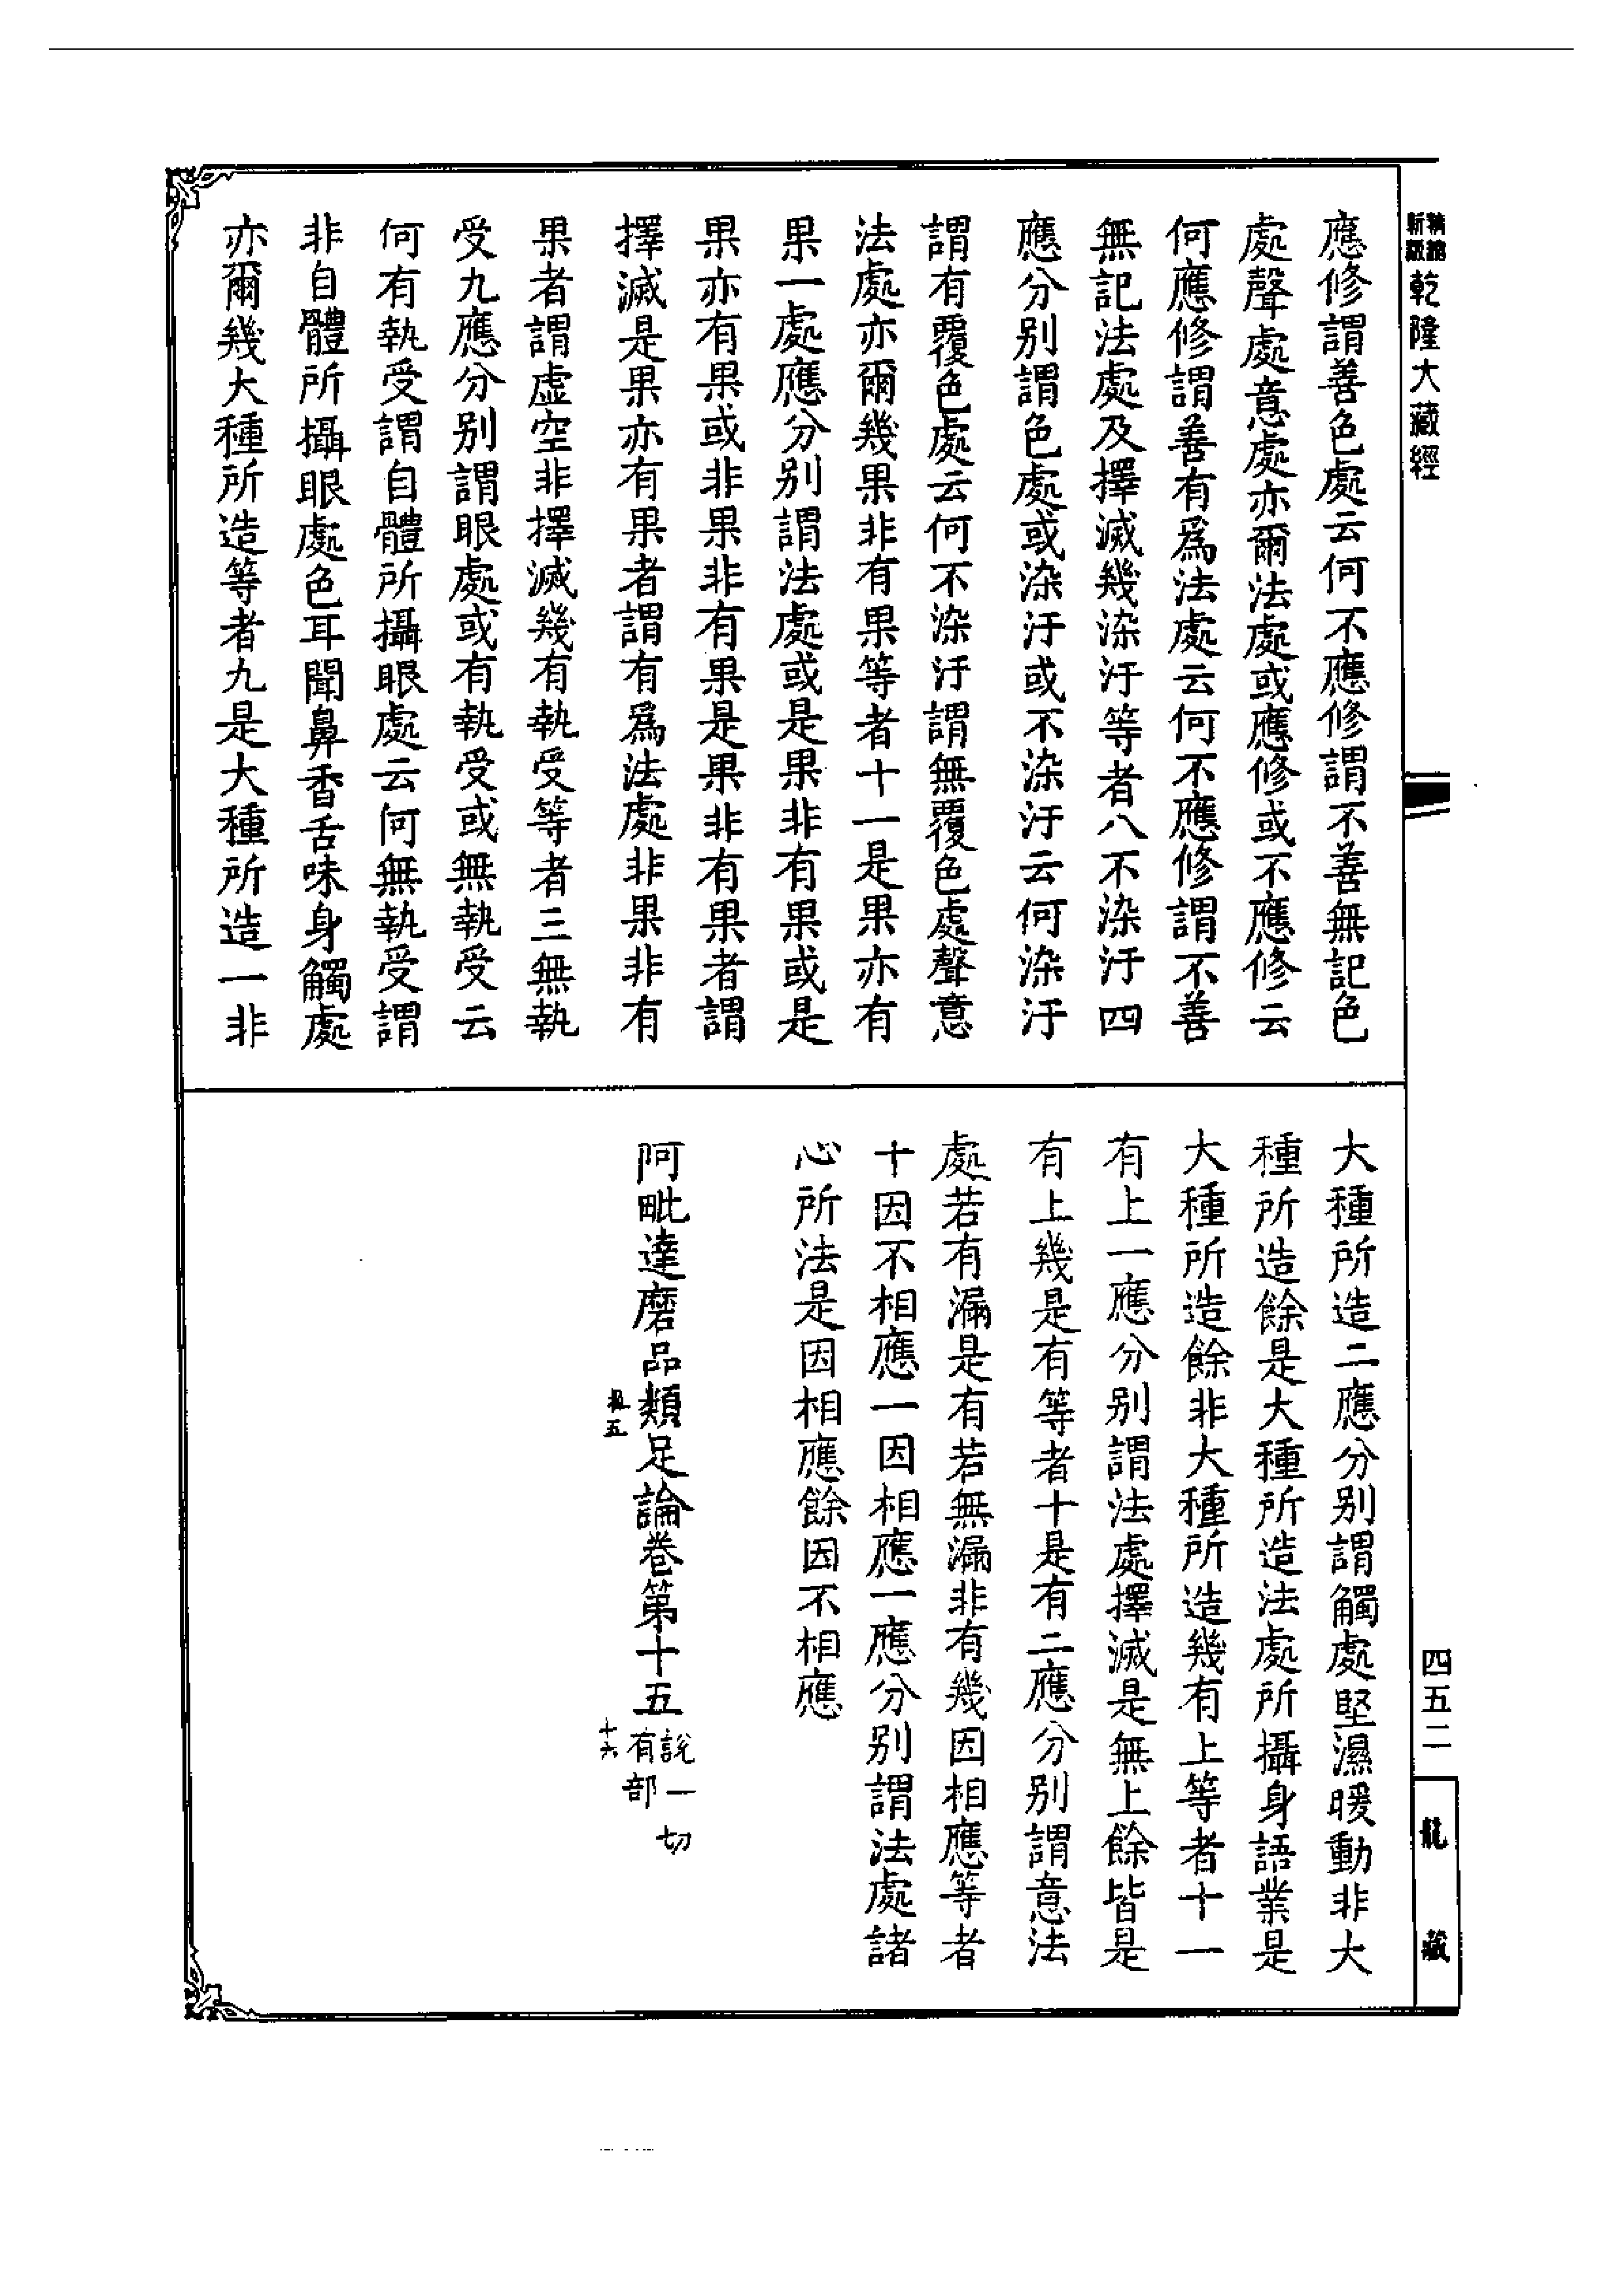 乾隆大藏經
應修謂善色處云何不應修謂不善無記色
處聲處意處亦爾法處或應修或不應修云
何應修謂善有爲法處云何不應修謂不善
無記法處及擇滅幾染汙等者八不染汙四
應分别謂色處或染汙或不染汙云何染汙
謂有覆色處云何不染汙謂無覆色處聲意
法處亦爾幾果非有果等者十一是果亦有
果一處應分别謂法處或是果非有果或是
果亦有果或非果非有果是果非有果者謂
擇滅是果亦有果者謂有爲法處非果非有
果者謂虛空非擇滅幾有執受等者三無執
受九應分别謂眼處或有執受或無執受云
何有執受謂自體所攝眼處云何無執受謂
非自體所攝眼處色耳聞鼻香舌味身觸處
亦爾幾大種所造等者九是大種所造一非
大種所造二應分别謂觸處堅濕暖動非大
種所造餘是大種所造法處所攝身語業是
大種所造餘非大種所造幾有上等者十一
有上一應分别謂法處擇滅是無上餘皆是
有上幾是有等者十是有二應分别謂意法
處若有漏是有若無漏非有幾因相應等者
十因不相應一因相應一應分别謂法處諸
心所法是因相應餘因不相應
阿毗達磨品類足論卷第十五
說一切
有部
五
十六
四五二
龍藏